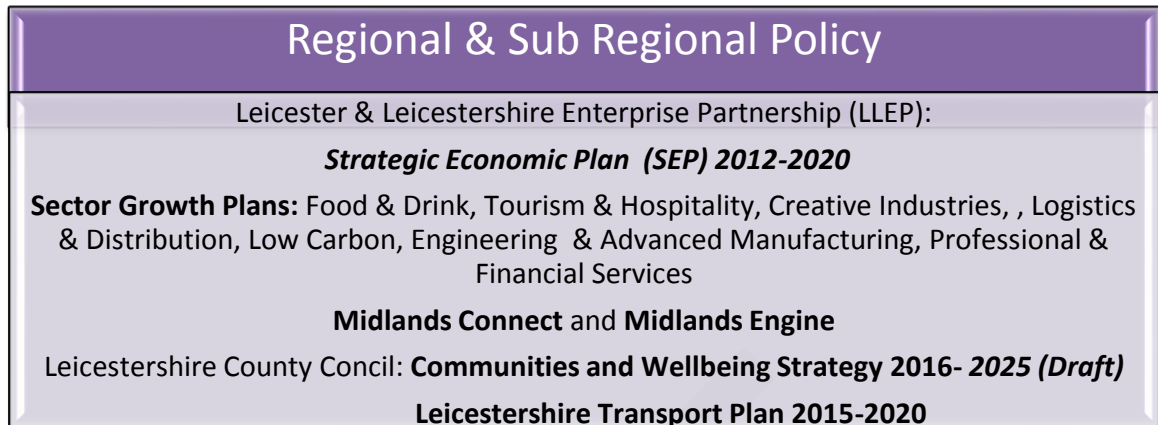 Regional & Sub Regional Policy
Leicester & Leicestershire Enterprise Partnership (LLEP):
Strategic Economic Plan (SEP) 2012-2020
Sector Growth Plans: Food & Drink, Tourism & Hospitality, Creative Industries, , Logistics
& Distribution, Low Carbon, Engineering & Advanced Manufacturing, Professional &
Financial Services
Midlands Connect and Midlands Engine
Leicestershire County Concil: Communities and Wellbeing Strategy 2016- 2025 (Draft)
Leicestershire Transport Plan 2015-2020